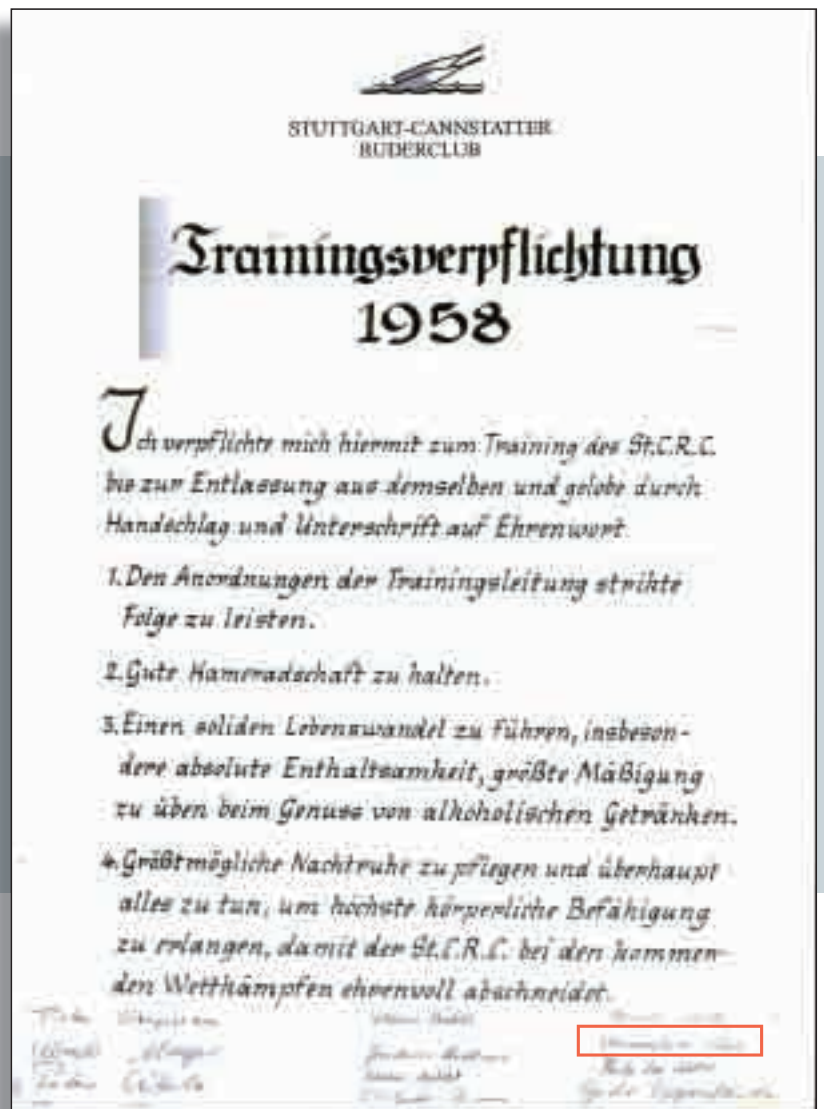 STUTTGART-CANNSTATTER
RUDERCLUB
Trainingsverpflichtung
1958
Ich verpflichte mich hiermit zum Training des St.C.R.C.
bis zur Entlassung aus demselben und gelobe durch
Handschlag und Unterschrift auf Ehrenwort
1. Den Anordnungen der Trainingsleitung strikte
Folge zu leisten.
2. Gute Kameradschaft zu halten.
3. Einen soliden Lebenswandel zu führen, insbeson-
dere absolute Enthaltsamkeit, größte Mäßigung
zu üben beim Genuss von alkoholischen Getränken.
4. Größtmögliche Nachtruhe zu pflegen und überhaupt
alles zu tun, um höchste körperliche Befähigung
zu erlangen, damit der St.C.R.C. bei den kommen-
den Wettkämpfen ehrenvoll abschneidet.